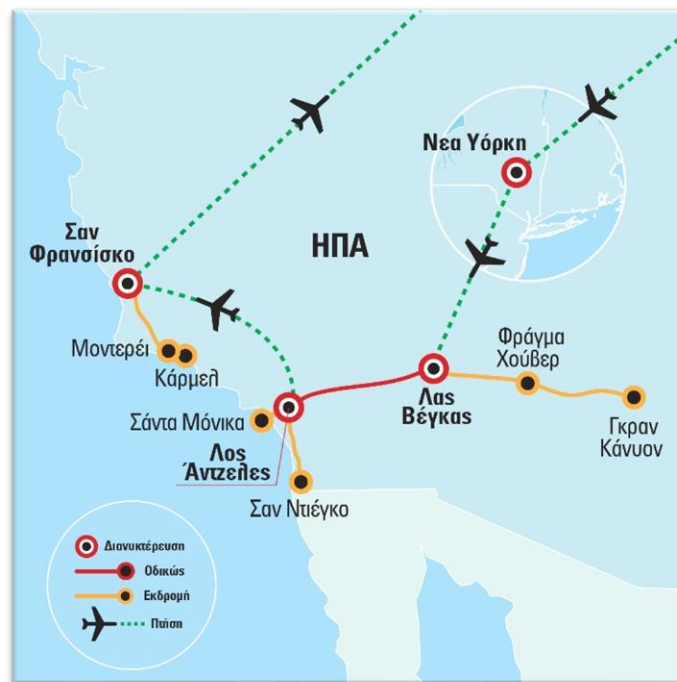 Νεα Υόρκη
Σαν
Φρανσίσκο
ΗΠΑ
Μοντερέι
Κάρμελ
Φράγμα
Χούβερ
Λας
Βέγκας
Γκραν
Κάνυον
Σάντα Μόνικα
Λος
Άντζελες
Σαν Ντιέγκο
Διανυκτέρευση
Οδικώς
Εκδρομή
Πτήση